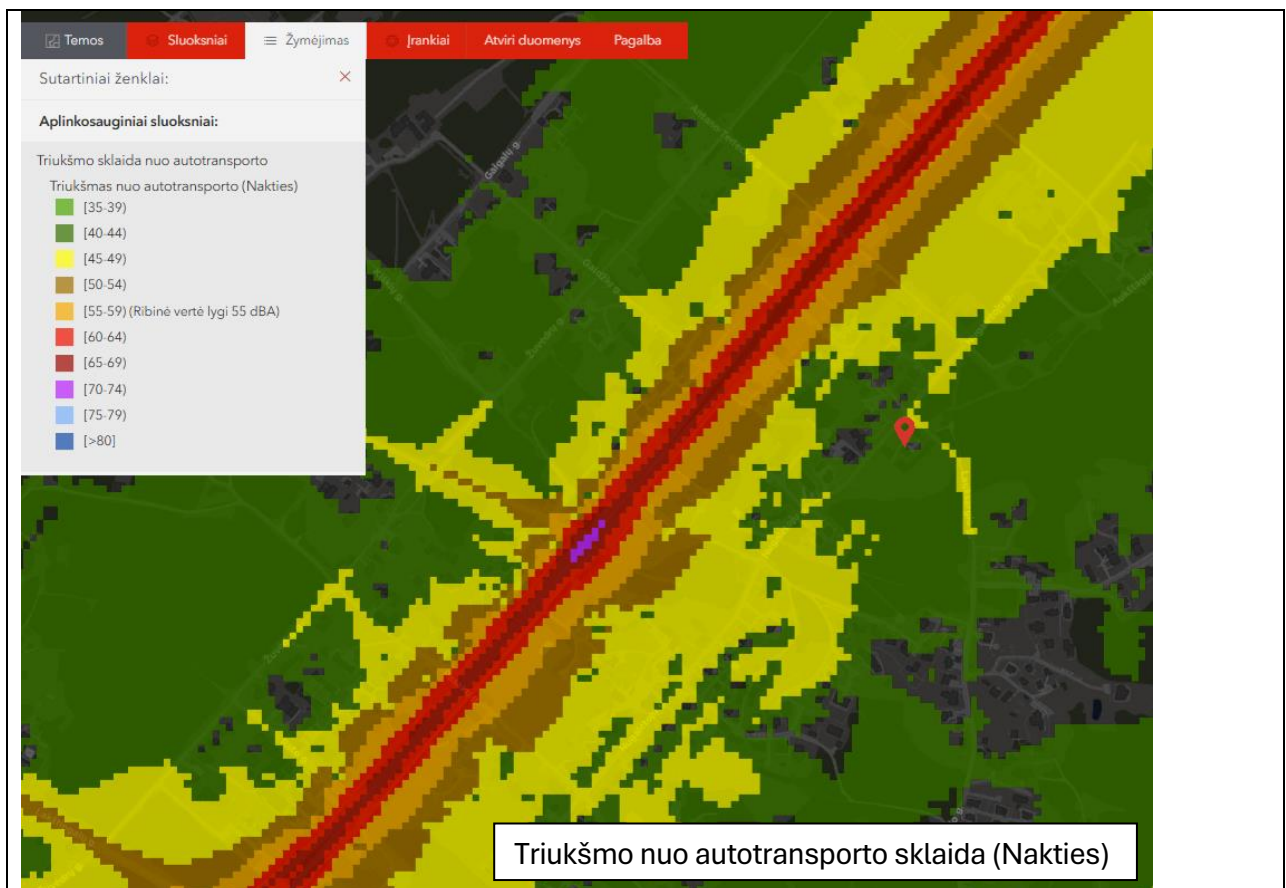 Temos Sluoksniai Žymėjimas Įrankiai Atviri duomenys Pagalba
Sutartiniai ženklai:
Aplinkosauginiai sluoksniai:
Triukšmo sklaida nuo autotransporto
Triukšmas nuo autotransporto (Nakties)
[35-39)
[40-44)
[45-49)
[50-54)
[55-59) (Ribinė vertė lygi 55 dBA)
[60-64)
[65-69)
[70-74)
[75-79)
[>80]
Galgalų g.
Triukšmo nuo autotransporto sklaida (Nakties)